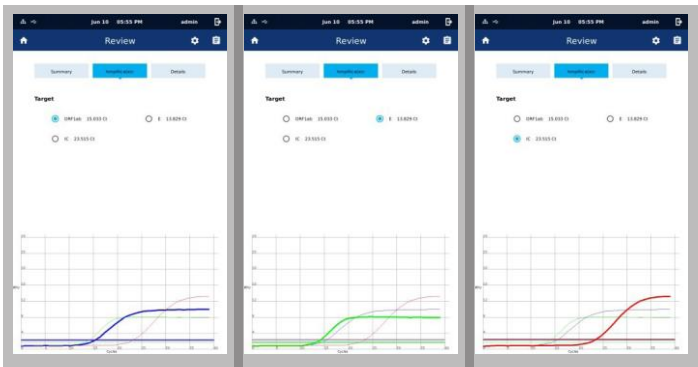 Jun 10 05:55 PM admin
Review
Summary Amplification Details
Target
ORF1ab 15.033 Ct E 13.829 Ct
IC 23.515 Ct
Cycles
Jun 10 05:55 PM admin
Review
Summary Amplification Details
Target
ORF1ab 15.033 Ct E 13.829 Ct
IC 23.515 Ct
Cycles
Jun 10 05:55 PM admin
Review
Summary Amplification Details
Target
ORF1ab 15.033 Ct E 13.829 Ct
IC 23.515 Ct
Cycles